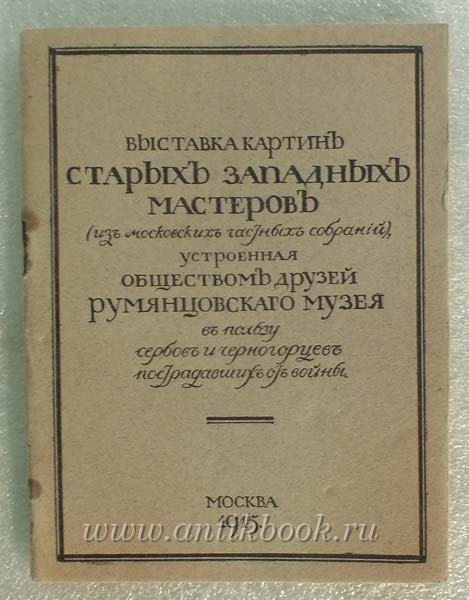 ВЫСТАВКА КАРТИНЪ
СТАРЫХЪ ЗАПАДНЫХЪ
МАСТЕРОВЪ
(изъ московскихъ частныхъ собраній),
УСТРОЕННАЯ
ОБЩЕСТВОМЪ ДРУЗЕЙ
РУМЯНЦОВСКАГО МУЗЕЯ
въ пользу
сербовъ и черногорцевъ
пострадавшихъ отъ войны.
МОСКВА
1915.
www.antikbook.ru